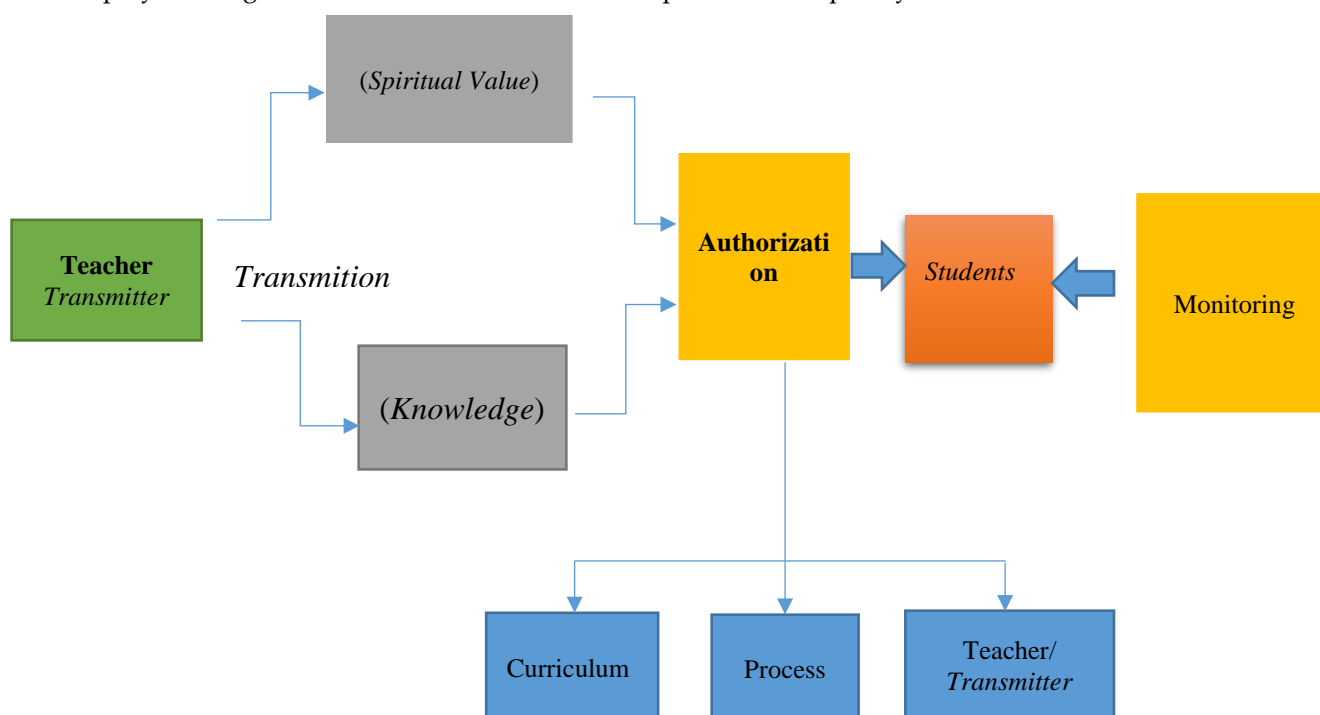 (Spiritual Value)
Teacher
Transmitter
Transmition
(Knowledge)
Authorizati
on
Students
Monitoring
Curriculum
Process
Teacher/
Transmitter